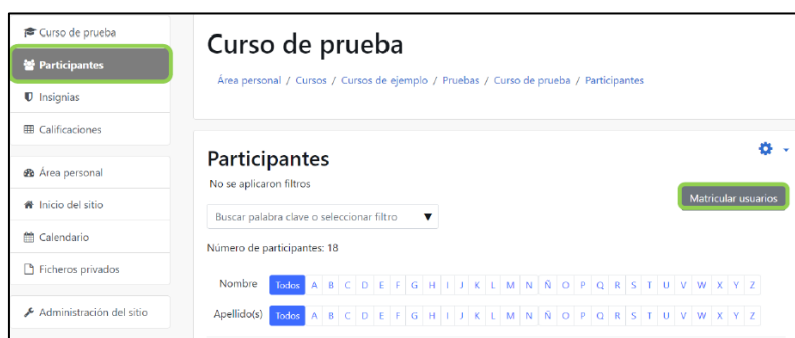 Curso de prueba
Participantes
Insignias
Calificaciones
Área personal
Inicio del sitio
Calendario
Ficheros privados
Administración del sitio
Curso de prueba
Área personal / Cursos / Cursos de ejemplo / Pruebas / Curso de prueba / Participantes
Participantes
No se aplicaron filtros
Matricular usuarios
Buscar palabra clave o seleccionar filtro ▼
Número de participantes: 18
Nombre Todos A B C D E F G H I J K L M N Ñ O P Q R S T U V W X Y Z
Apellido(s) Todos A B C D E F G H I J K L M N Ñ O P Q R S T U V W X Y Z